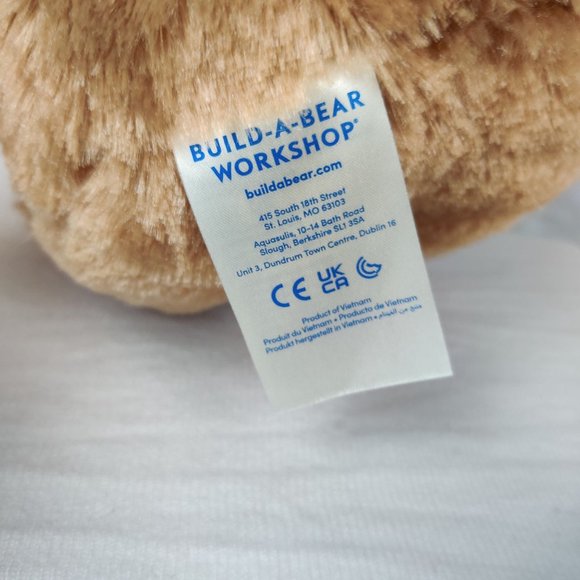 BUILD-A-BEAR
WORKSHOP®
buildabear.com
415 South 18th Street
St. Louis, MO 63103
Aquasulis, 10-14 Bath Road
Slough, Berkshire SL1 3SA
Unit 3, Dundrum Town Centre, Dublin 16
CE UK CA
Product of Vietnam
Produit du Vietnam • Producto de Vietnam
Produkt hergestellt in Vietnam • منتج من الفيتنام